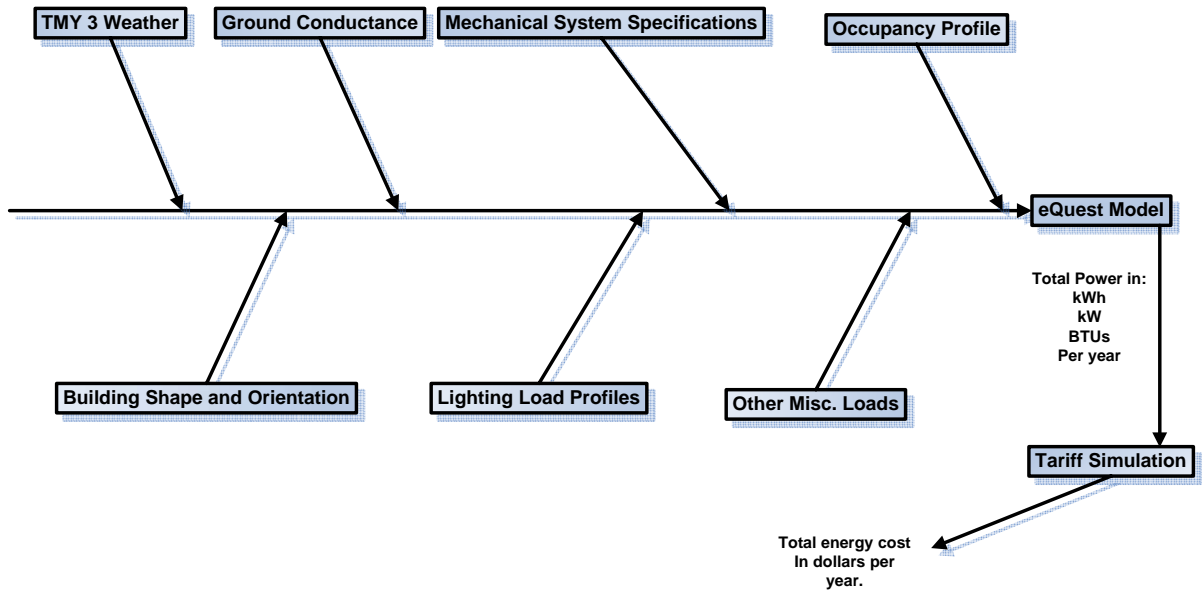 TMY 3 Weather
Ground Conductance
Mechanical System Specifications
Occupancy Profile
eQuest Model
Total Power in:
kWh
kW
BTUs
Per year
Building Shape and Orientation
Lighting Load Profiles
Other Misc. Loads
Tariff Simulation
Total energy cost
In dollars per
year.